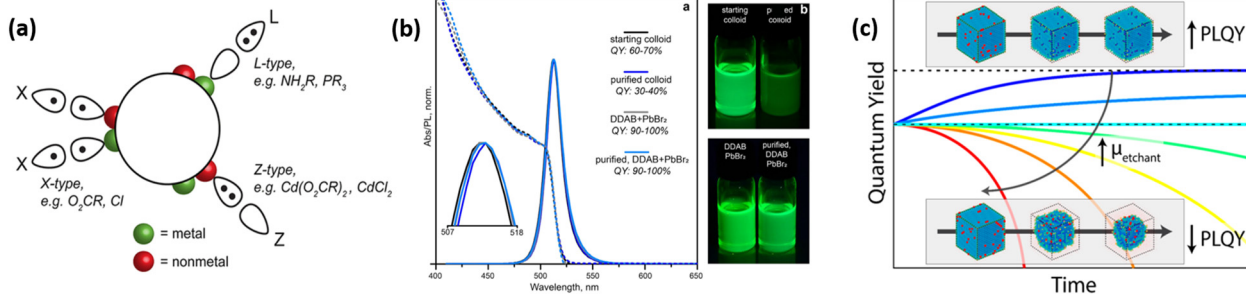 (a)
L
L-type,
e.g. NH₂R, PR₃
X
X
X-type,
e.g. O₂CR, Cl
Z-type,
e.g. Cd(O₂CR)₂, CdCl₂
Z
= metal
= nonmetal
(b)
Abs/PL, norm.
starting colloid
QY: 60-70%
purified colloid
QY: 30-40%
DDAB+PbBr₂
QY: 90-100%
purified, DDAB+PbBr₂
QY: 90-100%
507 518
400 450 500 550 600 650
Wavelength, nm
a
b
starting
colloid
DDAB
PbBr₂
purified,
DDAB
PbBr₂
(c)
↑ PLQY
Quantum Yield
↑ μetchant
↓ PLQY
Time